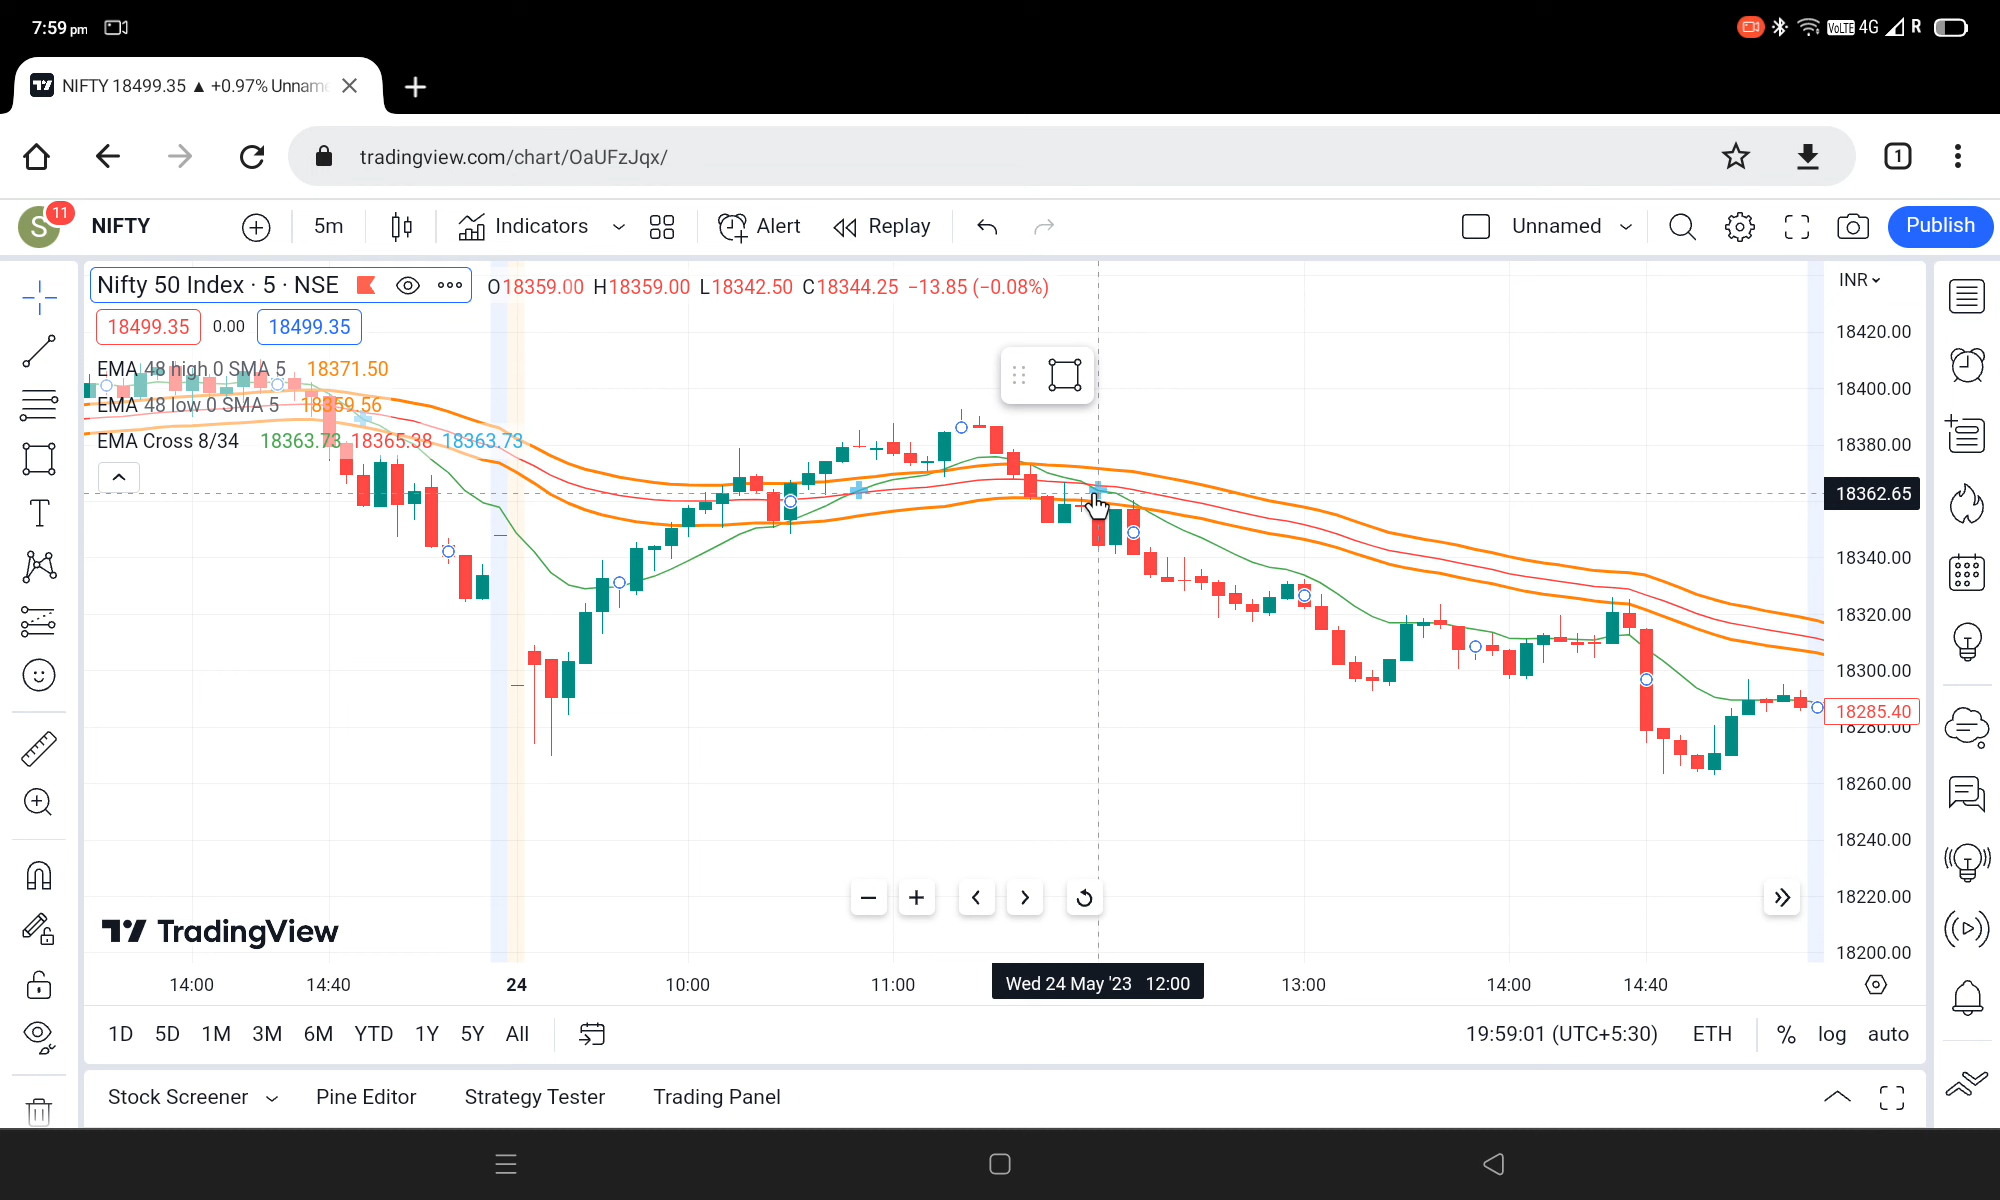 7:59 pm
VoLTE 4G R
NIFTY 18499.35 ▲ +0.97% Unname
tradingview.com/chart/OaUFzJqx/
1
S 11 NIFTY 5m Indicators Alert Replay Unnamed Publish
Nifty 50 Index · 5 · NSE O18359.00 H18359.00 L18342.50 C18344.25 −13.85 (−0.08%)
INR
18499.35 0.00 18499.35
EMA 48 high 0 SMA 5 18371.50
EMA 48 low 0 SMA 5 18359.56
EMA Cross 8/34 18363.73 18365.38 18363.73
18420.00
18400.00
18380.00
18362.65
18340.00
18320.00
18300.00
18285.40
18280.00
18260.00
18240.00
18220.00
18200.00
TradingView
14:00 14:40 24 10:00 11:00 Wed 24 May '23 12:00 13:00 14:00 14:40
1D 5D 1M 3M 6M YTD 1Y 5Y All 19:59:01 (UTC+5:30) ETH % log auto
Stock Screener Pine Editor Strategy Tester Trading Panel